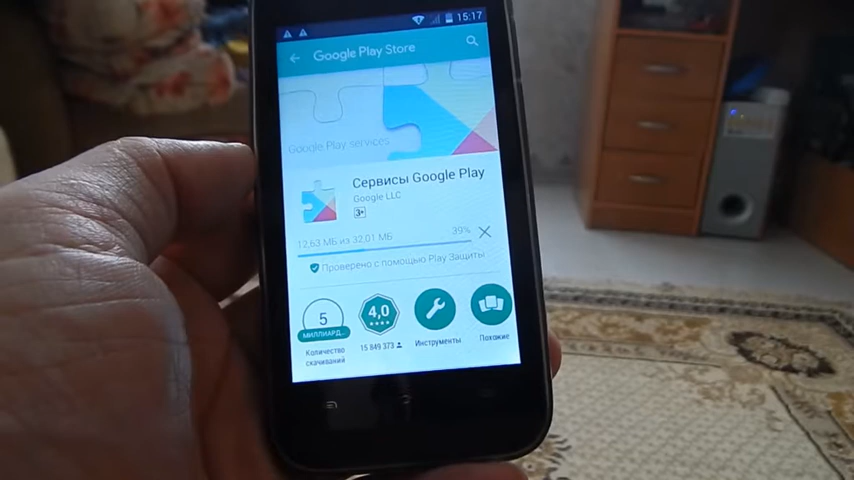 15:17
Google Play Store
Google Play services
Сервисы Google Play
Google LLC
3+
12,63 МБ из 32,01 МБ
39%
Проверено с помощью Play Защиты
5
МИЛЛИАРД...
4,0
Количество
скачиваний
15 849 373
Инструменты
Похожие